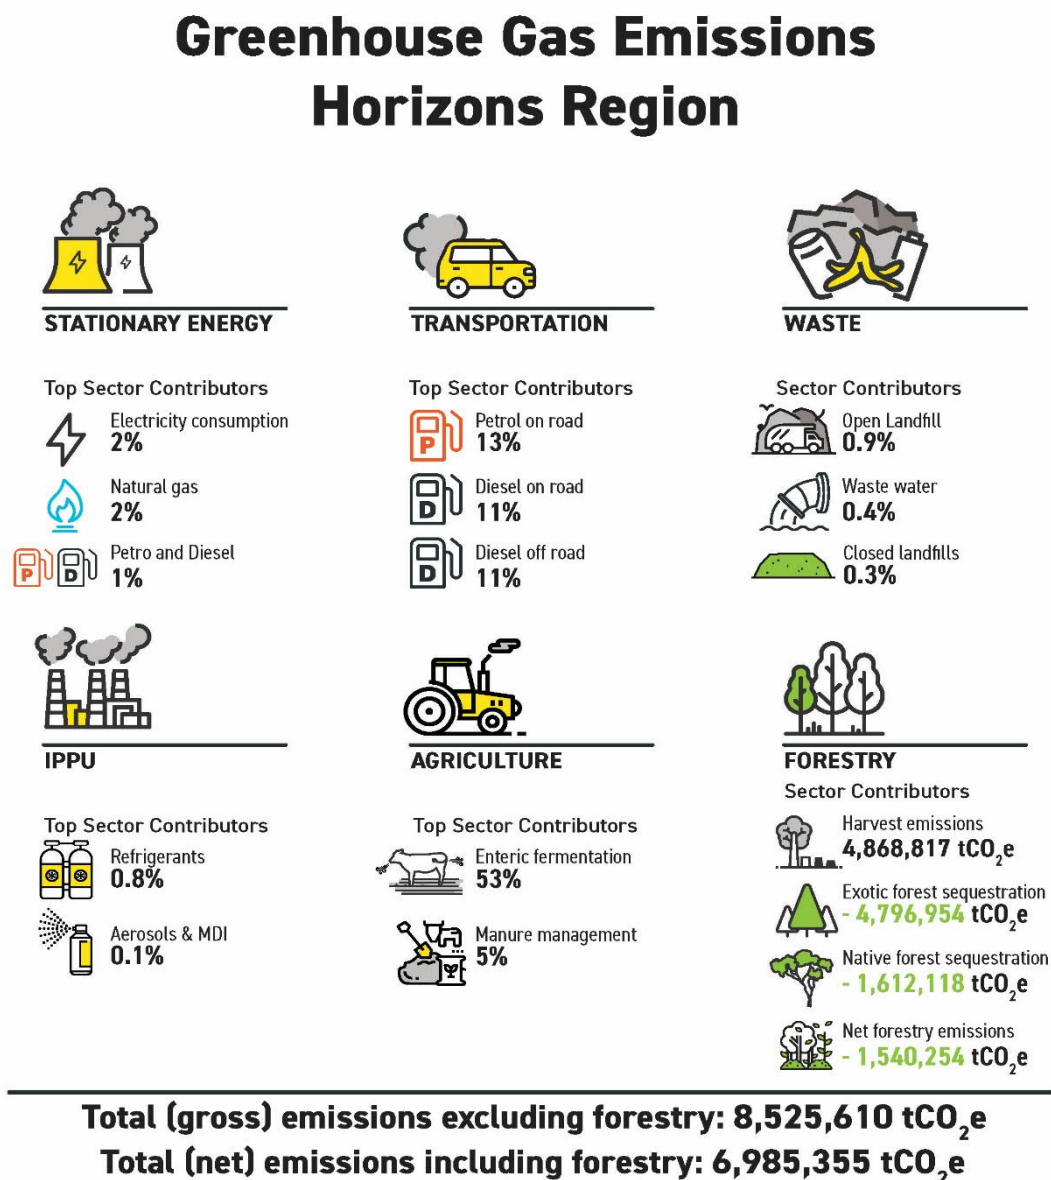 Greenhouse Gas Emissions
Horizons Region
STATIONARY ENERGY
Top Sector Contributors
Electricity consumption
2%
Natural gas
2%
P D Petro and Diesel
1%
TRANSPORTATION
Top Sector Contributors
P Petrol on road
13%
D Diesel on road
11%
D Diesel off road
11%
WASTE
Sector Contributors
Open Landfill
0.9%
Waste water
0.4%
Closed landfills
0.3%
IPPU
Top Sector Contributors
Refrigerants
0.8%
Aerosols & MDI
0.1%
AGRICULTURE
Top Sector Contributors
Enteric fermentation
53%
Manure management
5%
FORESTRY
Sector Contributors
Harvest emissions
4,868,817 tCO₂e
Exotic forest sequestration
- 4,796,954 tCO₂e
Native forest sequestration
- 1,612,118 tCO₂e
Net forestry emissions
- 1,540,254 tCO₂e
Total (gross) emissions excluding forestry: 8,525,610 tCO₂e
Total (net) emissions including forestry: 6,985,355 tCO₂e